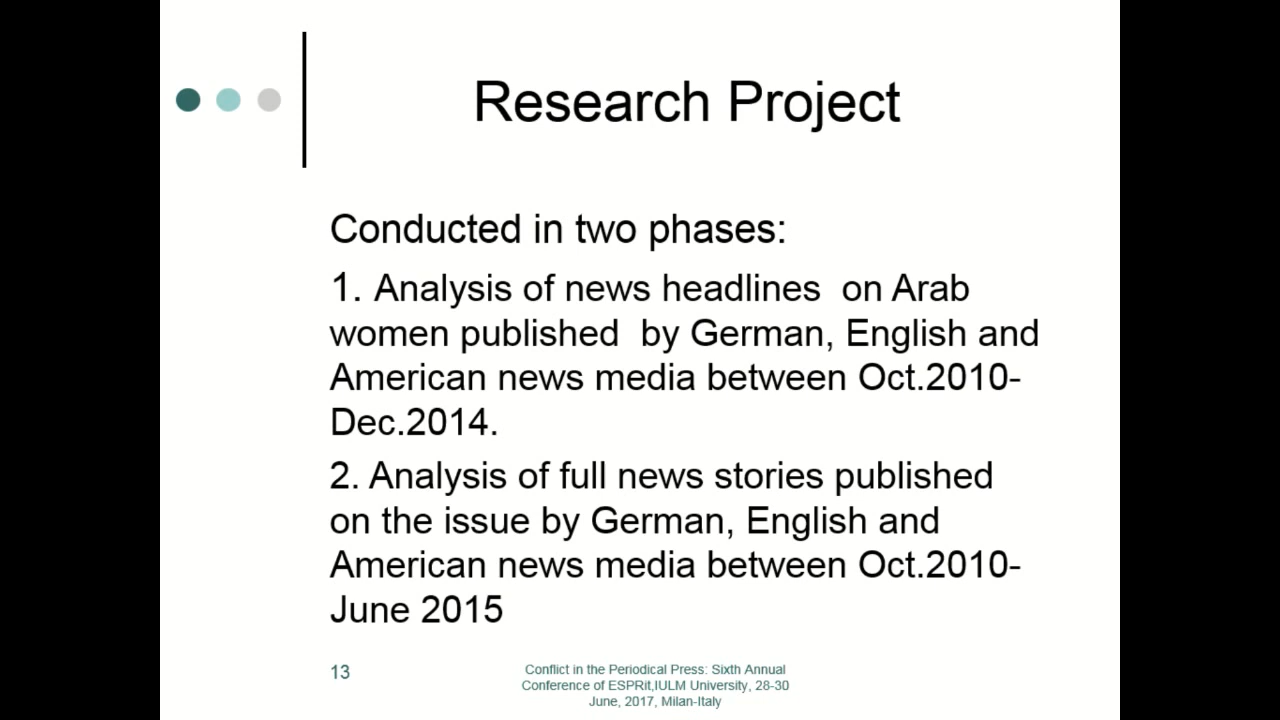 Research Project
Conducted in two phases:
1. Analysis of news headlines  on Arab
women published  by German, English and
American news media between Oct.2010-
Dec.2014.
2. Analysis of full news stories published
on the issue by German, English and
American news media between Oct.2010-
June 2015
13
Conflict in the Periodical Press: Sixth Annual
Conference of ESPRit,IULM University, 28-30
June, 2017, Milan-Italy